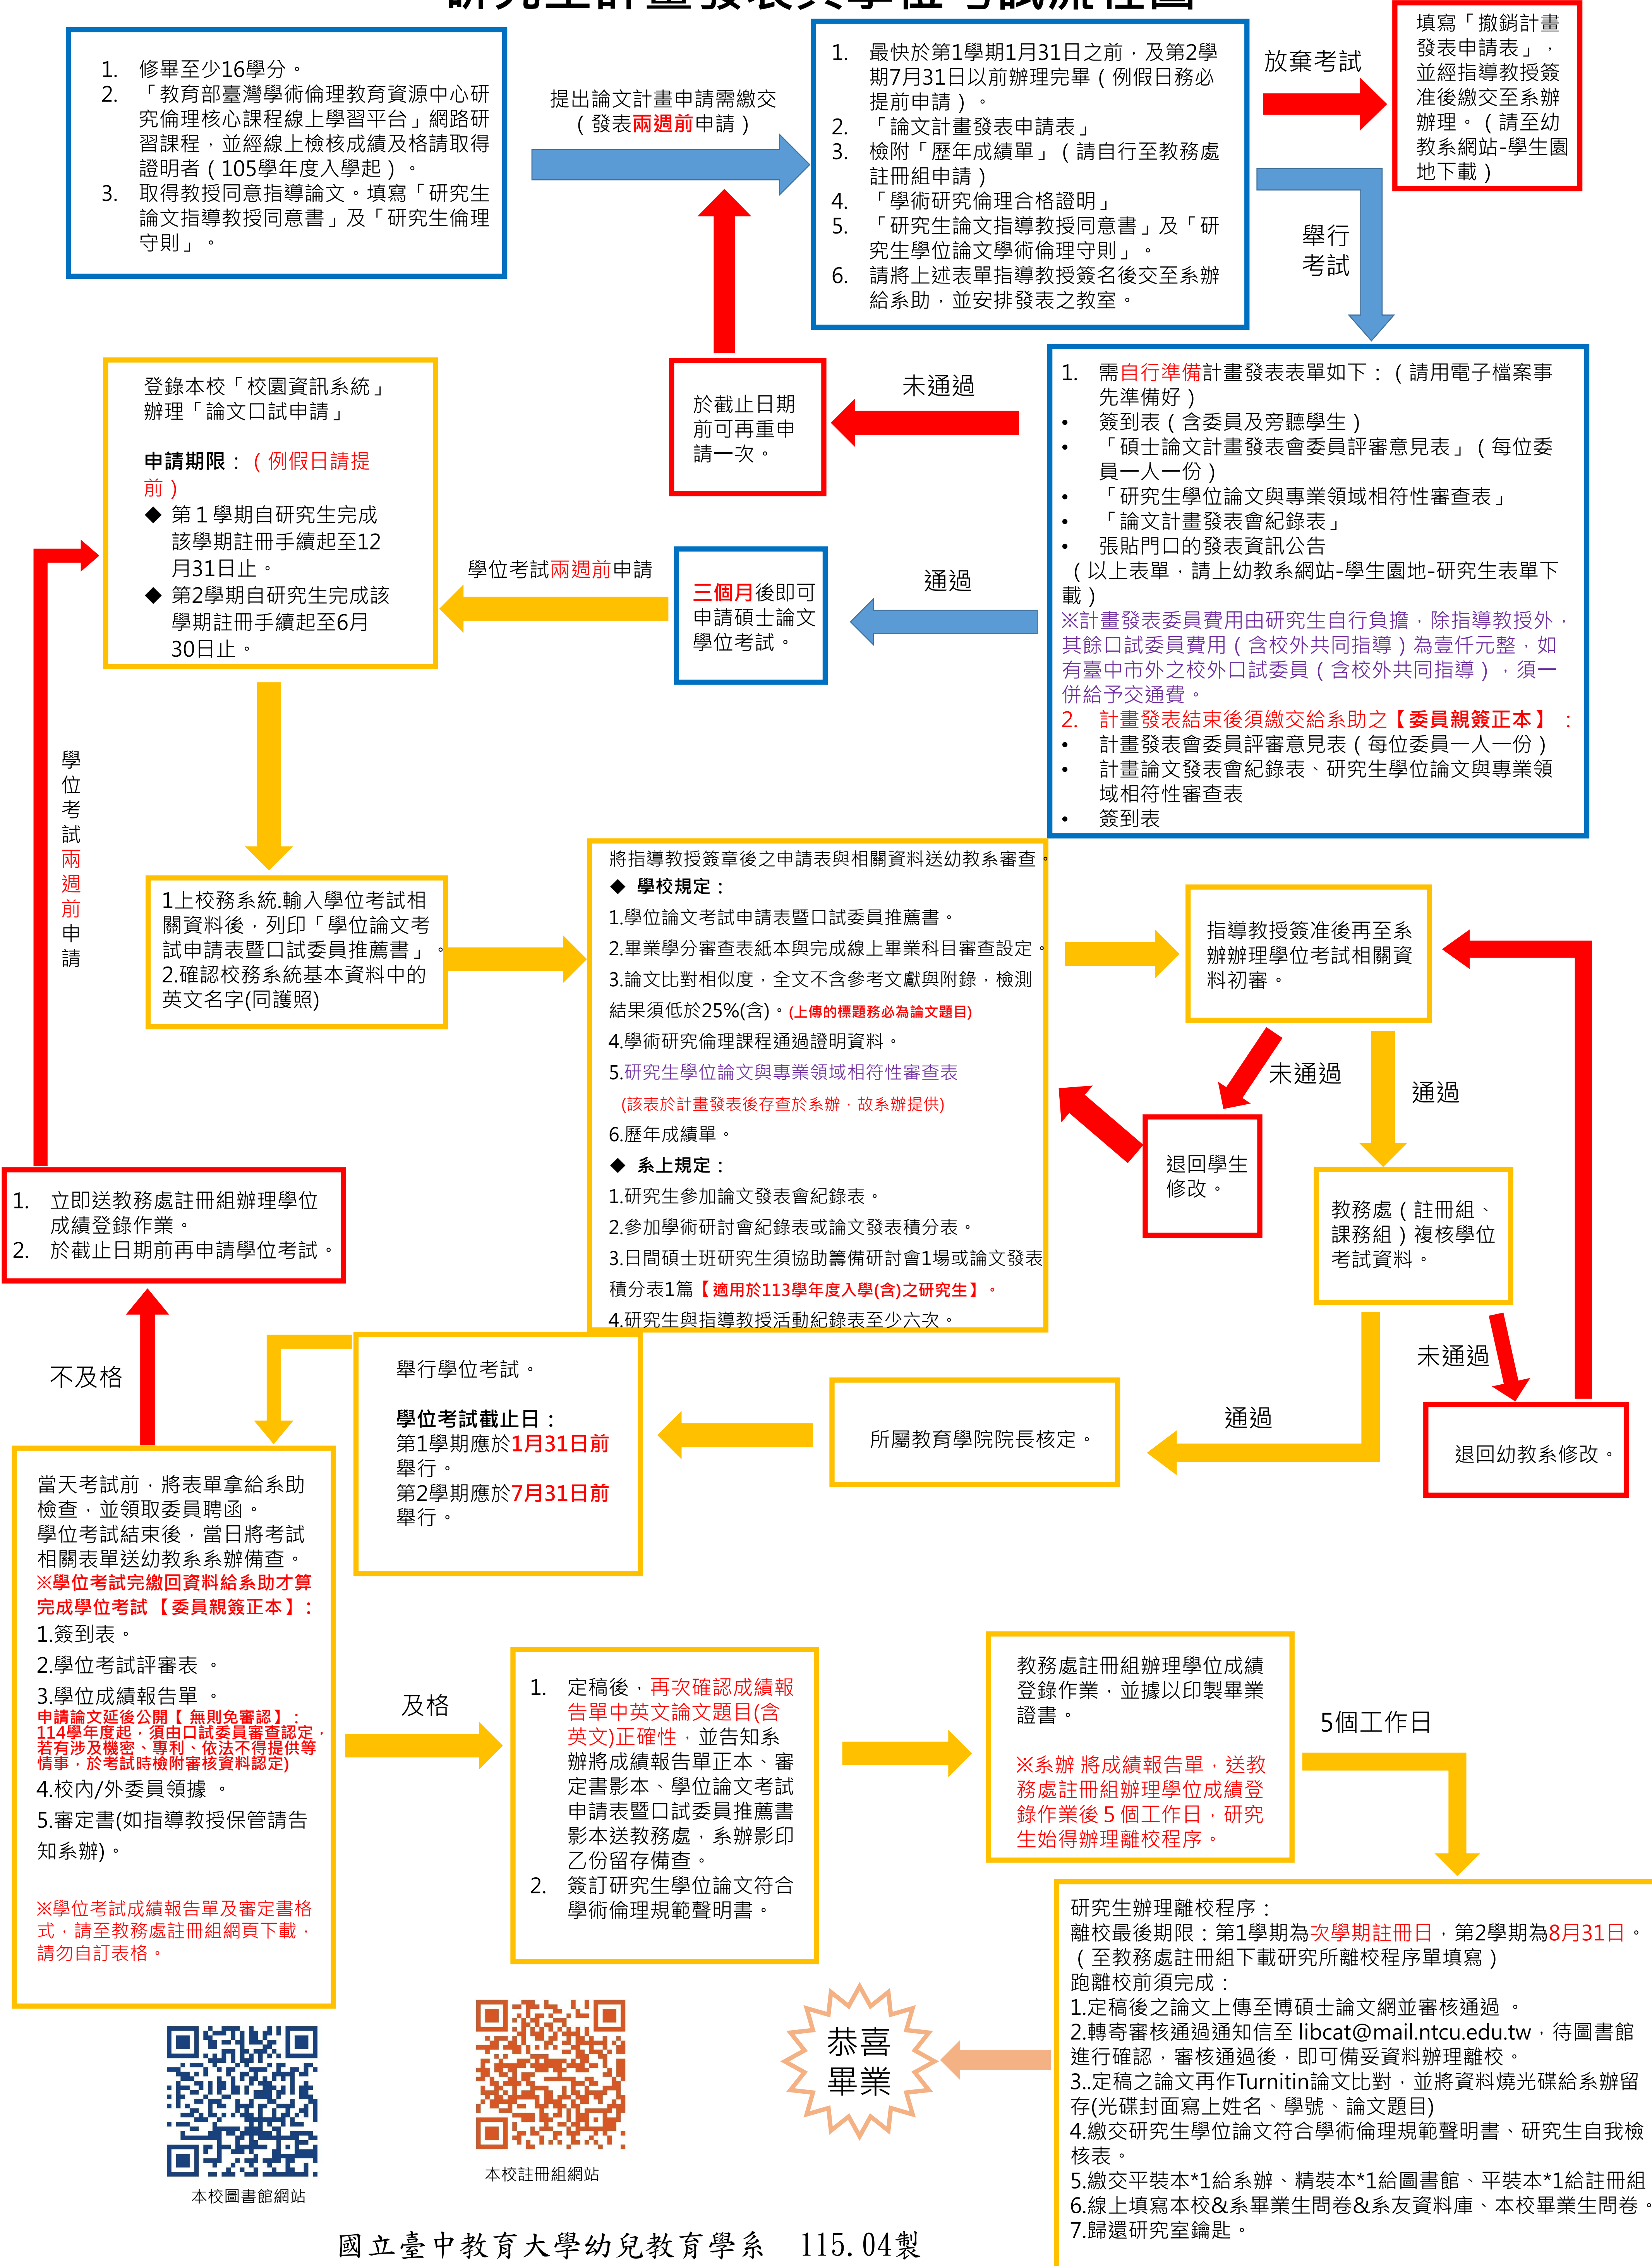 研究生計畫發表與學位考試流程圖
1. 修畢至少16學分。
2. 「教育部臺灣學術倫理教育資源中心研
究倫理核心課程線上學習平台」網路研
習課程，並經線上檢核成績及格請取得
證明者（105學年度入學起）。
3. 取得教授同意指導論文。填寫「研究生
論文指導教授同意書」及「研究生倫理
守則」。
提出論文計畫申請需繳交
（發表兩週前申請）
1. 最快於第1學期1月31日之前，及第2學
期7月31日以前辦理完畢（例假日務必
提前申請）。
2. 「論文計畫發表申請表」
3. 檢附「歷年成績單」（請自行至教務處
註冊組申請）
4. 「學術研究倫理合格證明」
5. 「研究生論文指導教授同意書」及「研
究生學位論文學術倫理守則」。
6. 請將上述表單指導教授簽名後交至系辦
給系助，並安排發表之教室。
放棄考試
填寫「撤銷計畫
發表申請表」，
並經指導教授簽
准後繳交至系辦
辦理。（請至幼
教系網站-學生園
地下載）
舉行
考試
1. 需自行準備計畫發表表單如下：（請用電子檔案事
先準備好）
• 簽到表（含委員及旁聽學生）
• 「碩士論文計畫發表會委員評審意見表」（每位委
員一人一份）
• 「研究生學位論文與專業領域相符性審查表」
• 「論文計畫發表會紀錄表」
• 張貼門口的發表資訊公告
（以上表單，請上幼教系網站-學生園地-研究生表單下
載）
※計畫發表委員費用由研究生自行負擔，除指導教授外，
其餘口試委員費用（含校外共同指導）為壹仟元整，如
有臺中市外之校外口試委員（含校外共同指導），須一
併給予交通費。
2. 計畫發表結束後須繳交給系助之【委員親簽正本】：
• 計畫發表會委員評審意見表（每位委員一人一份）
• 計畫論文發表會紀錄表、研究生學位論文與專業領
域相符性審查表
• 簽到表
未通過
於截止日期
前可再重申
請一次。
通過
三個月後即可
申請碩士論文
學位考試。
學位考試兩週前申請
登錄本校「校園資訊系統」
辦理「論文口試申請」
申請期限：（例假日請提
前）
◆ 第１學期自研究生完成
該學期註冊手續起至12
月31日止。
◆ 第2學期自研究生完成該
學期註冊手續起至6月
30日止。
學位考試兩週前申請
1上校務系統.輸入學位考試相
關資料後，列印「學位論文考
試申請表暨口試委員推薦書」。
2.確認校務系統基本資料中的
英文名字(同護照)
將指導教授簽章後之申請表與相關資料送幼教系審查。
◆ 學校規定：
1.學位論文考試申請表暨口試委員推薦書。
2.畢業學分審查表紙本與完成線上畢業科目審查設定。
3.論文比對相似度，全文不含參考文獻與附錄，檢測
結果須低於25%(含)。(上傳的標題務必為論文題目)
4.學術研究倫理課程通過證明資料。
5.研究生學位論文與專業領域相符性審查表
(該表於計畫發表後存查於系辦，故系辦提供)
6.歷年成績單。
◆ 系上規定：
1.研究生參加論文發表會紀錄表。
2.參加學術研討會紀錄表或論文發表積分表。
3.日間碩士班研究生須協助籌備研討會1場或論文發表
積分表1篇【適用於113學年度入學(含)之研究生】。
4.研究生與指導教授活動紀錄表至少六次。
指導教授簽准後再至系
辦辦理學位考試相關資
料初審。
未通過
退回學生
修改。
通過
教務處（註冊組、
課務組）複核學位
考試資料。
未通過
退回幼教系修改。
通過
所屬教育學院院長核定。
舉行學位考試。
學位考試截止日：
第1學期應於1月31日前
舉行。
第2學期應於7月31日前
舉行。
1. 立即送教務處註冊組辦理學位
成績登錄作業。
2. 於截止日期前再申請學位考試。
不及格
當天考試前，將表單拿給系助
檢查，並領取委員聘函。
學位考試結束後，當日將考試
相關表單送幼教系系辦備查。
※學位考試完繳回資料給系助才算
完成學位考試【委員親簽正本】：
1.簽到表。
2.學位考試評審表 。
3.學位成績報告單 。
申請論文延後公開【 無則免審認】：
114學年度起，須由口試委員審查認定，
若有涉及機密、專利、依法不得提供等
情事，於考試時檢附審核資料認定)
4.校內/外委員領據 。
5.審定書(如指導教授保管請告
知系辦)。
※學位考試成績報告單及審定書格
式，請至教務處註冊組網頁下載，
請勿自訂表格。
及格
1. 定稿後，再次確認成績報
告單中英文論文題目(含
英文)正確性，並告知系
辦將成績報告單正本、審
定書影本、學位論文考試
申請表暨口試委員推薦書
影本送教務處，系辦影印
乙份留存備查。
2. 簽訂研究生學位論文符合
學術倫理規範聲明書。
教務處註冊組辦理學位成績
登錄作業，並據以印製畢業
證書。
※系辦 將成績報告單，送教
務處註冊組辦理學位成績登
錄作業後５個工作日，研究
生始得辦理離校程序。
5個工作日
研究生辦理離校程序：
離校最後期限：第1學期為次學期註冊日，第2學期為8月31日。
（至教務處註冊組下載研究所離校程序單填寫）
跑離校前須完成：
1.定稿後之論文上傳至博碩士論文網並審核通過 。
2.轉寄審核通過通知信至 libcat@mail.ntcu.edu.tw，待圖書館
進行確認，審核通過後，即可備妥資料辦理離校。
3..定稿之論文再作Turnitin論文比對，並將資料燒光碟給系辦留
存(光碟封面寫上姓名、學號、論文題目)
4.繳交研究生學位論文符合學術倫理規範聲明書、研究生自我檢
核表。
5.繳交平裝本*1給系辦、精裝本*1給圖書館、平裝本*1給註冊組
6.線上填寫本校&系畢業生問卷&系友資料庫、本校畢業生問卷。
7.歸還研究室鑰匙。
恭喜
畢業
本校圖書館網站
本校註冊組網站
國立臺中教育大學幼兒教育學系 115.04製